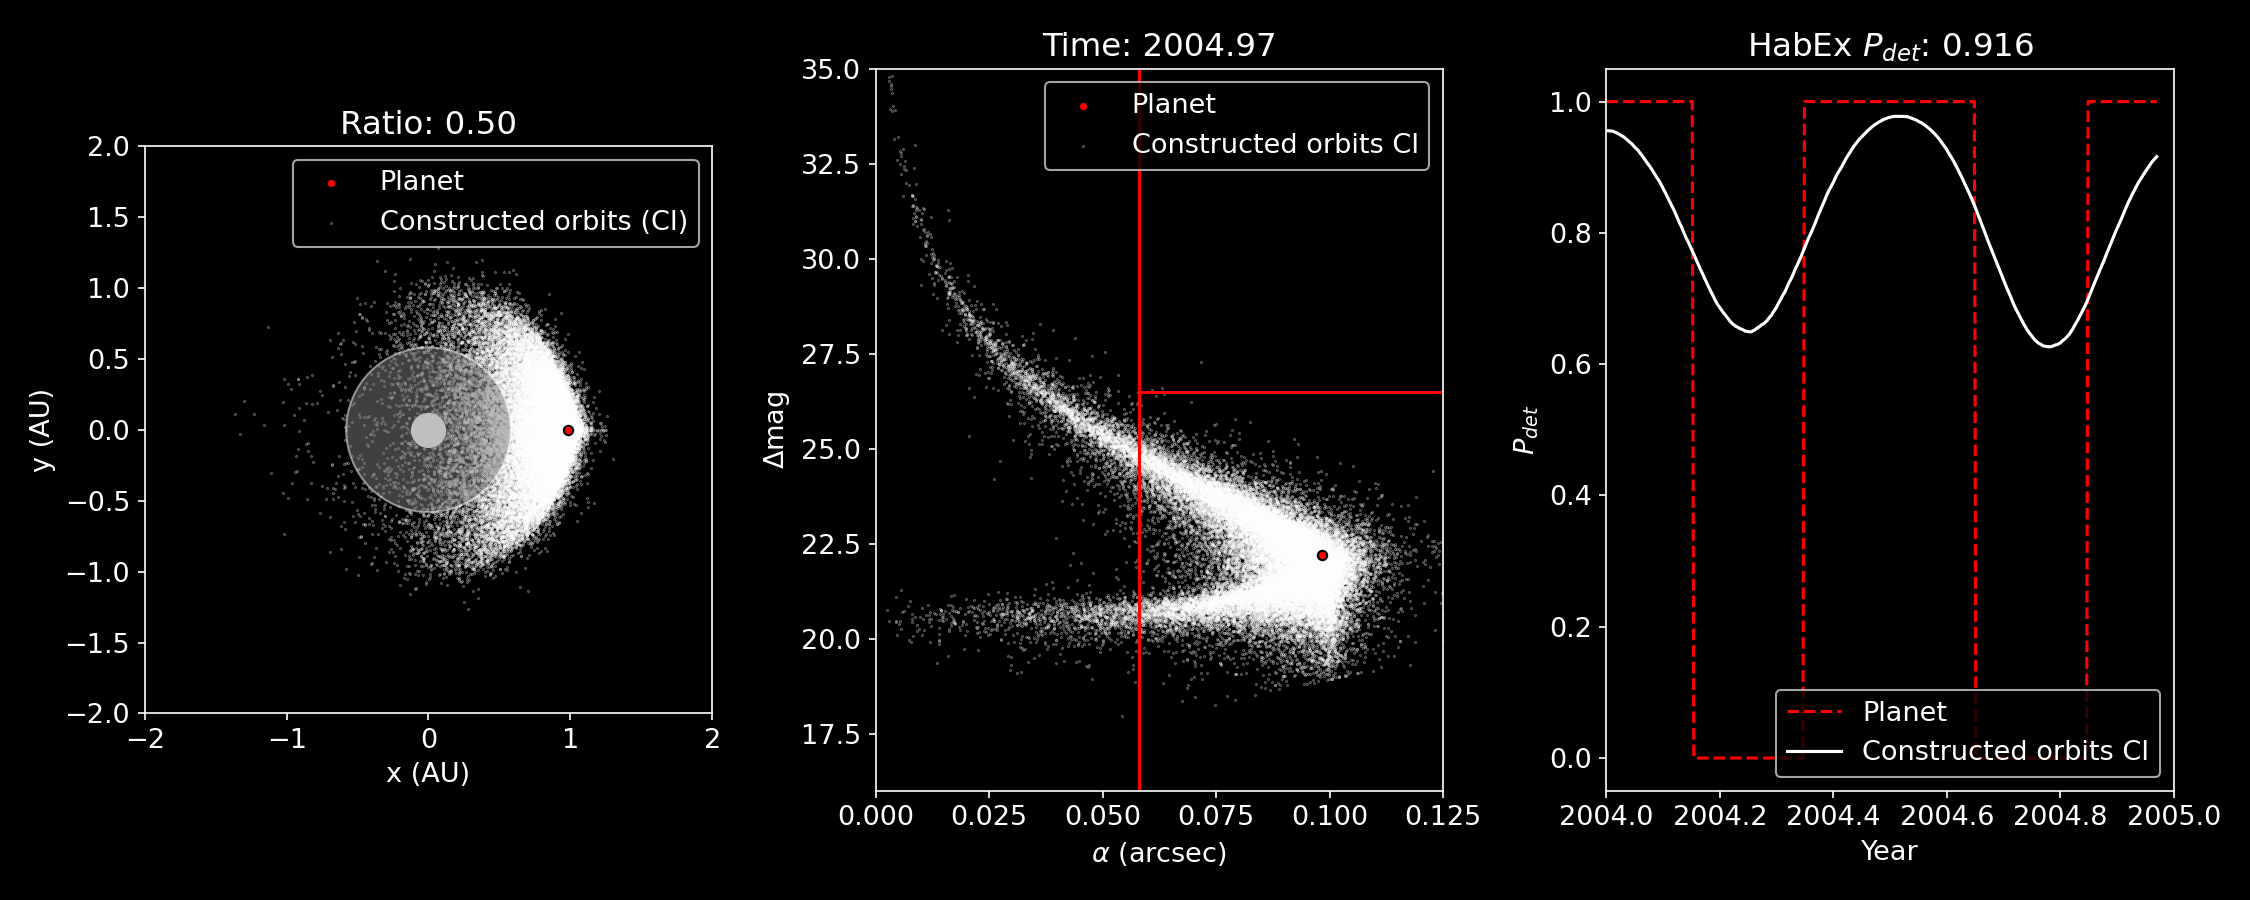 Ratio: 0.50
Planet
Constructed orbits (CI)
2.0
1.5
1.0
0.5
0.0
−0.5
−1.0
−1.5
−2.0
y (AU)
−2
−1
0
1
2
x (AU)
Time: 2004.97
Planet
Constructed orbits CI
35.0
32.5
30.0
27.5
25.0
22.5
20.0
17.5
Δmag
0.000
0.025
0.050
0.075
0.100
0.125
α (arcsec)
HabEx P_det: 0.916
1.0
0.8
0.6
0.4
0.2
0.0
P_det
Planet
Constructed orbits CI
2004.0
2004.2
2004.4
2004.6
2004.8
2005.0
Year